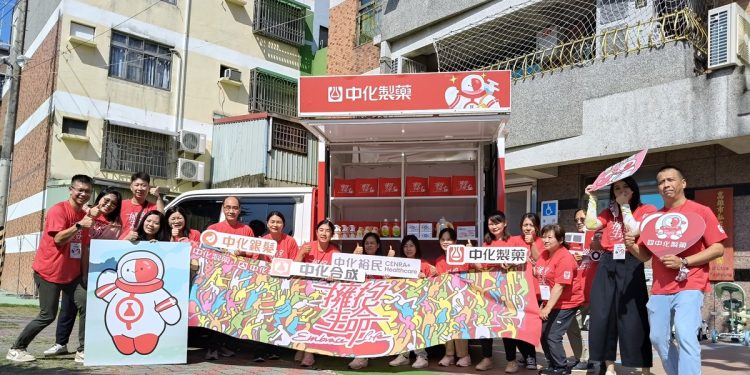 中化製藥
中化銀髮
中化合成
中化裕民
CENRA
Healthcare
中化製藥
擁抱
生命
Embrace Life
中化製藥